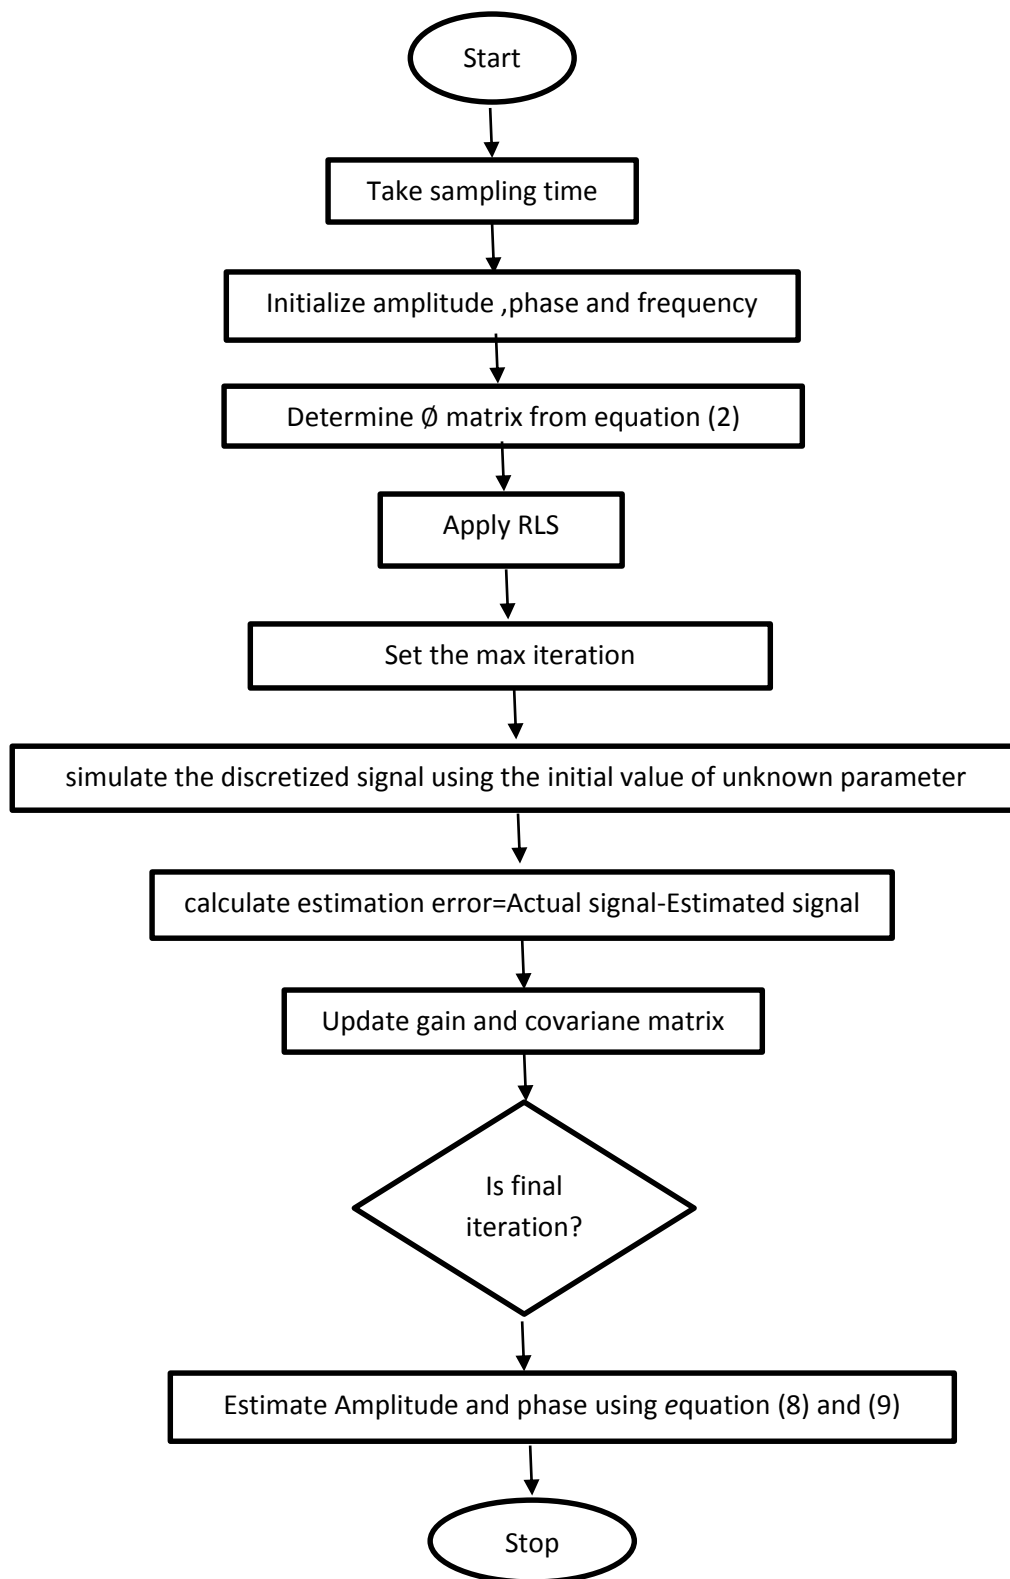 Start
Take sampling time
Initialize amplitude ,phase and frequency
Determine Ø matrix from equation (2)
Apply RLS
Set the max iteration
simulate the discretized signal using the initial value of unknown parameter
calculate estimation error=Actual signal-Estimated signal
Update gain and covariane matrix
Is final
iteration?
Estimate Amplitude and phase using equation (8) and (9)
Stop